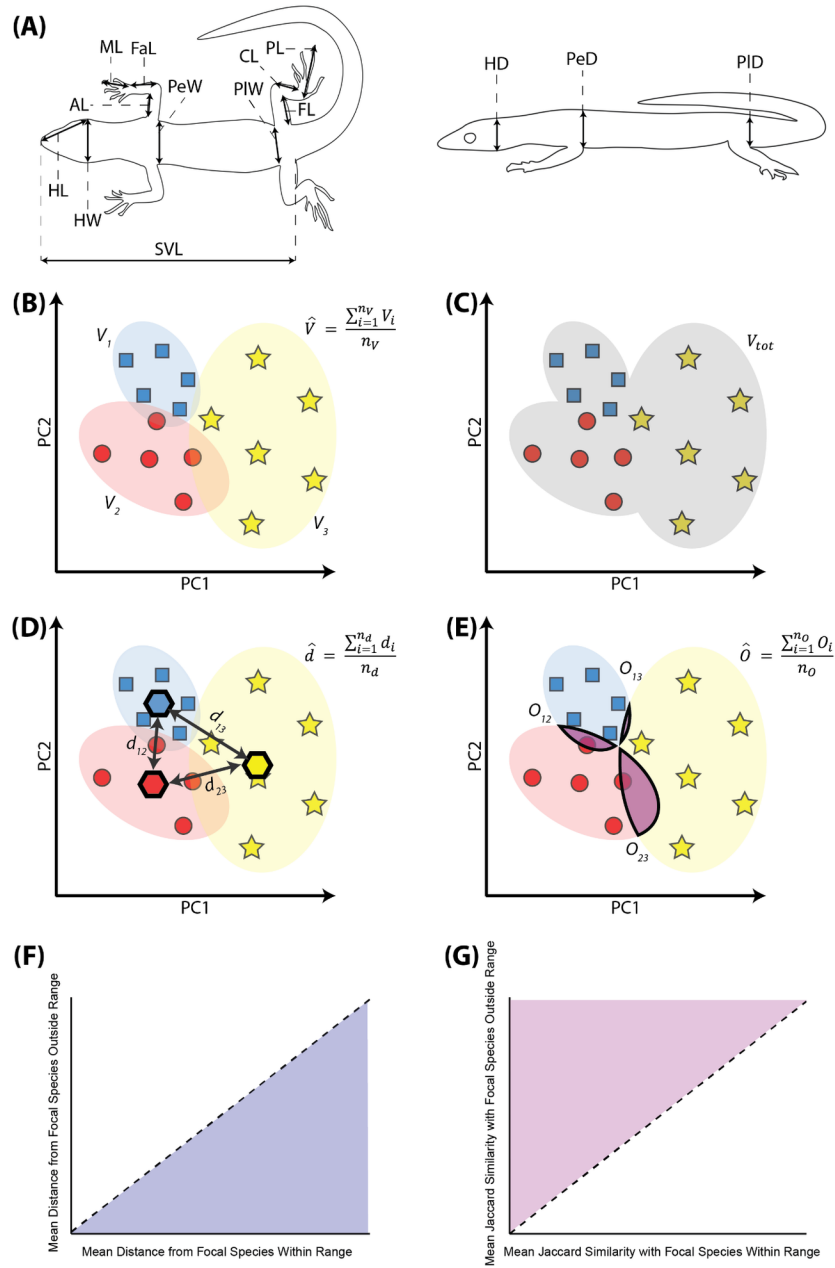 (A)
ML FaL CL PL HD PeD PlD
PeW PlW
AL FL
HL
HW
SVL
(B)
V1
V̂ = ∑i=1^nV Vi / nV
V2
V3
PC2
PC1
(C)
Vtot
PC2
PC1
(D)
d̂ = ∑i=1^nd di / nd
d13
d12
d23
PC2
PC1
(E)
Ô = ∑i=1^nO Oi / nO
O13
O12
O23
PC2
PC1
(F)
Mean Distance from Focal Species Outside Range
Mean Distance from Focal Species Within Range
(G)
Mean Jaccard Similarity with Focal Species Outside Range
Mean Jaccard Similarity with Focal Species Within Range